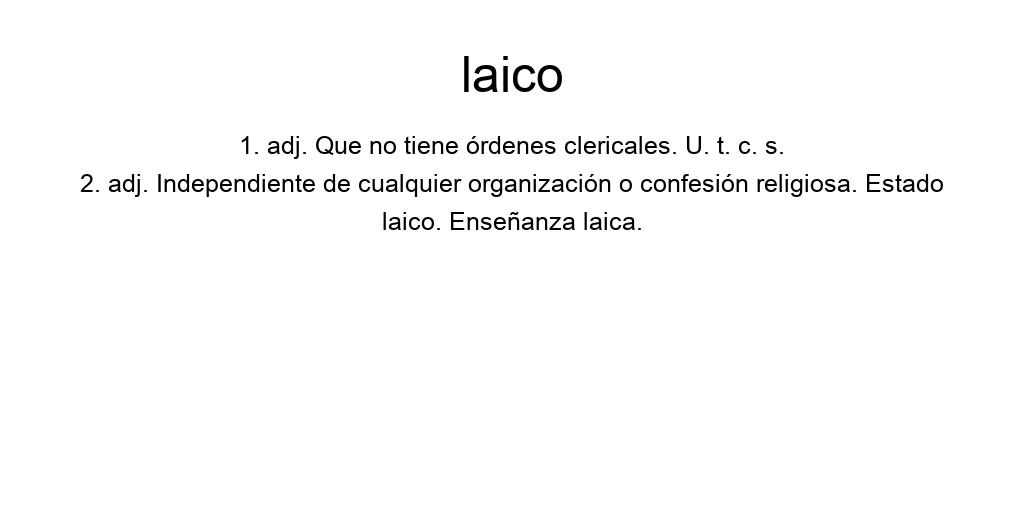 laico
1. adj. Que no tiene órdenes clericales. U. t. c. s.
2. adj. Independiente de cualquier organización o confesión religiosa. Estado
laico. Enseñanza laica.